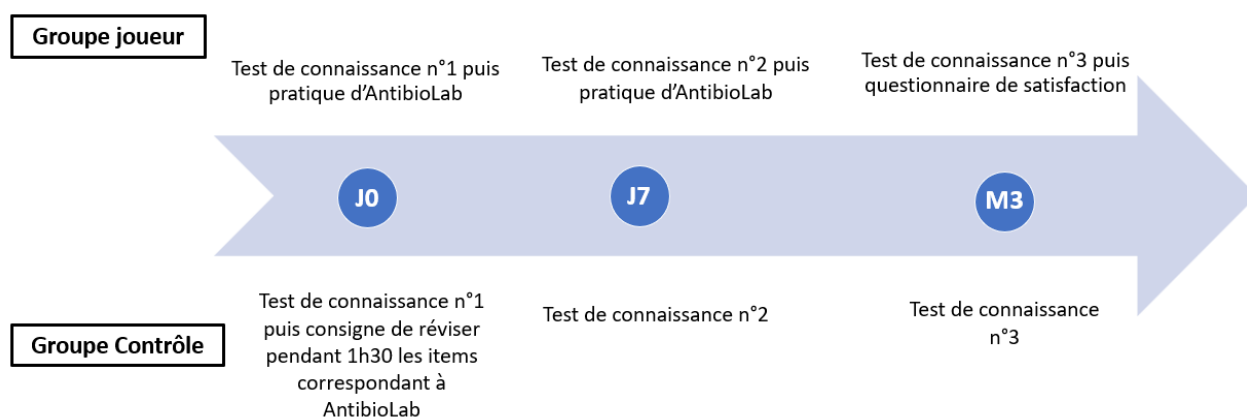 Groupe joueur
Test de connaissance n°1 puis
pratique d'AntibioLab
Test de connaissance n°2 puis
pratique d'AntibioLab
Test de connaissance n°3 puis
questionnaire de satisfaction
J0
J7
M3
Groupe Contrôle
Test de connaissance n°1
puis consigne de réviser
pendant 1h30 les items
correspondant à
AntibioLab
Test de connaissance n°2
Test de connaissance
n°3